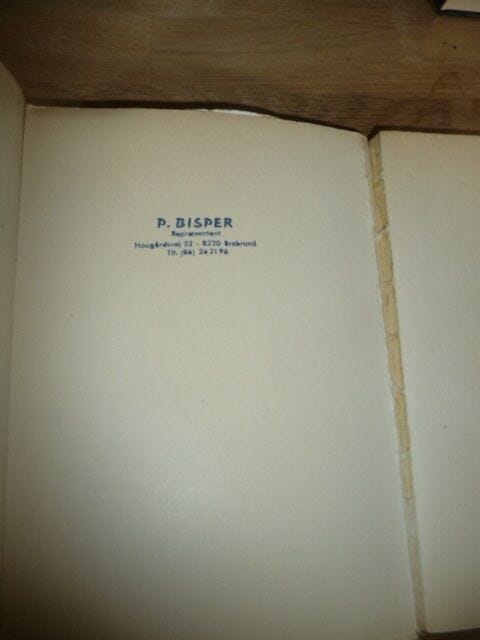 P. BISPER
Repræsentant
Hougårdsvej 52 - 8220 Brabrand
Tlf. (06) 26 21 96